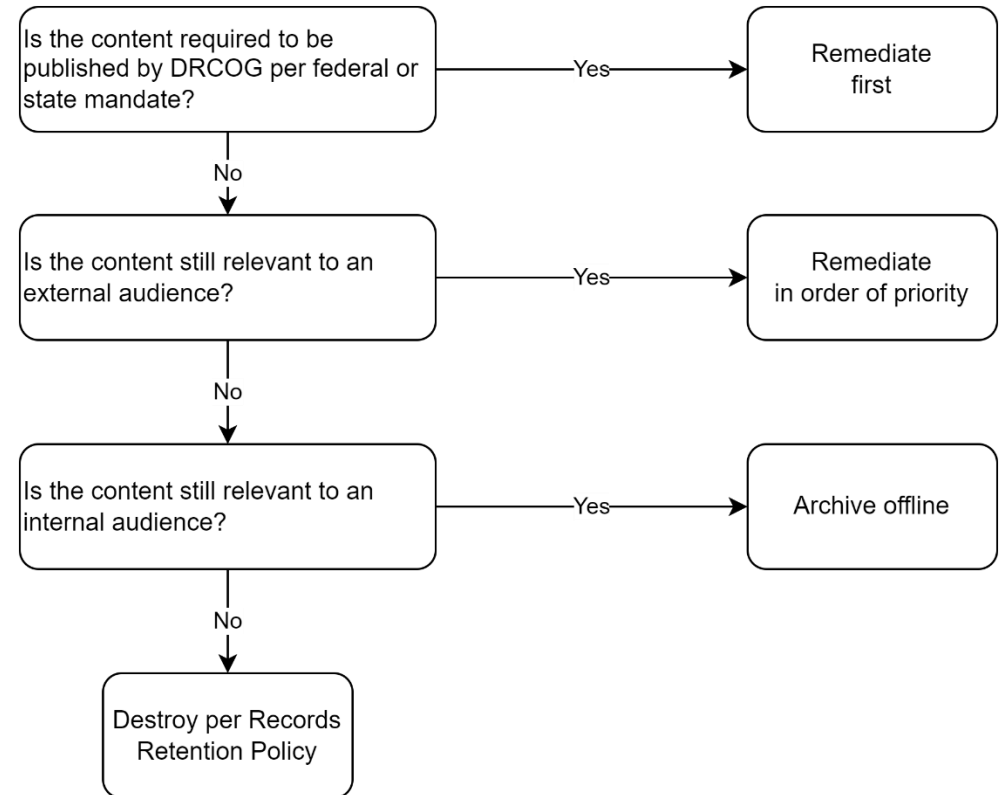 Is the content required to be
published by DRCOG per federal or
state mandate?
Yes
Remediate
first
No
Is the content still relevant to an
external audience?
Yes
Remediate
in order of priority
No
Is the content still relevant to an
internal audience?
Yes
Archive offline
No
Destroy per Records
Retention Policy